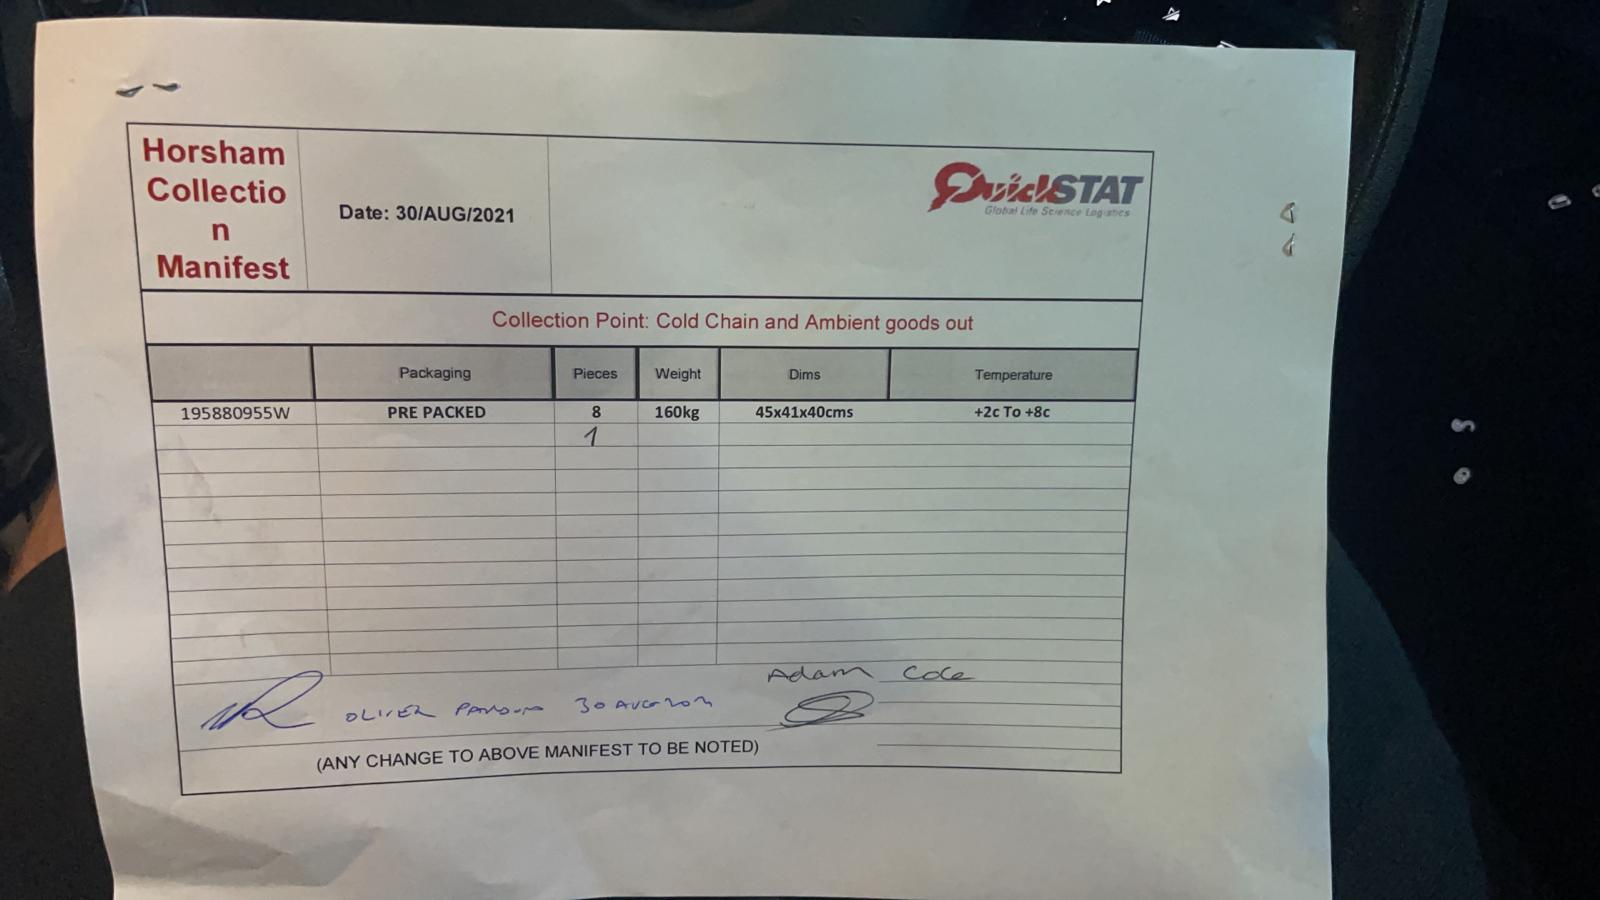 Horsham
Collectio
n
Manifest
Date: 30/AUG/2021
QuickSTAT
Global Life Science Logistics
Collection Point: Cold Chain and Ambient goods out
Packaging Pieces Weight Dims Temperature
195880955W PRE PACKED 8 160kg 45x41x40cms +2c To +8c
1
Adam Cole
OLIVER 30 AUG 2021
(ANY CHANGE TO ABOVE MANIFEST TO BE NOTED)